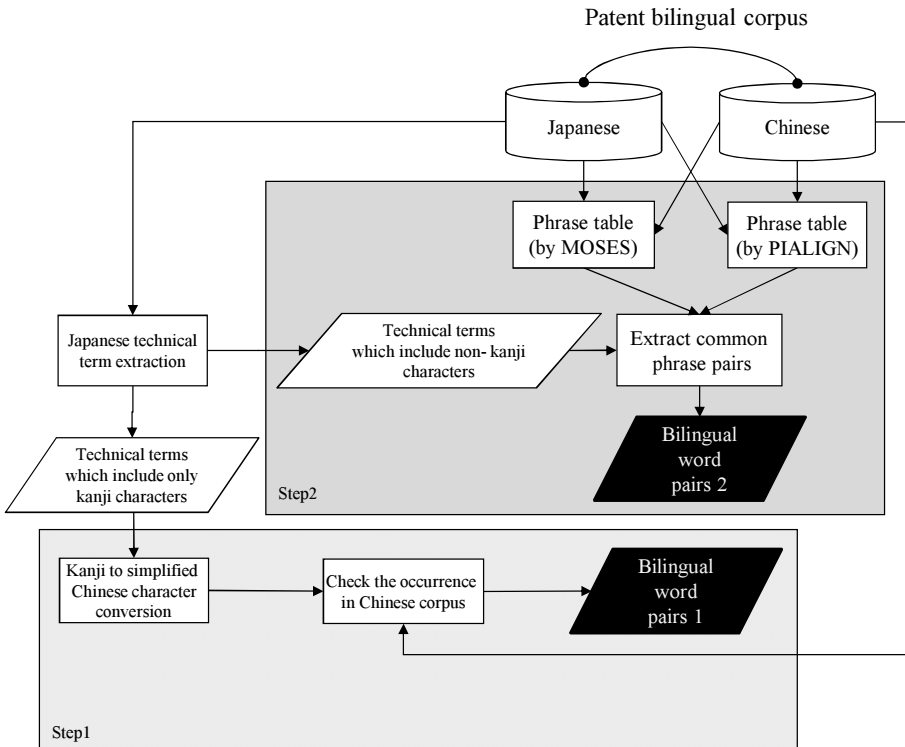 Patent bilingual corpus
Japanese
Chinese
Phrase table
(by MOSES)
Phrase table
(by PIALIGN)
Japanese technical
term extraction
Technical terms
which include non- kanji
characters
Extract common
phrase pairs
Bilingual
word
pairs 2
Technical terms
which include only
kanji characters
Step2
Kanji to simplified
Chinese character
conversion
Check the occurrence
in Chinese corpus
Bilingual
word
pairs 1
Step1